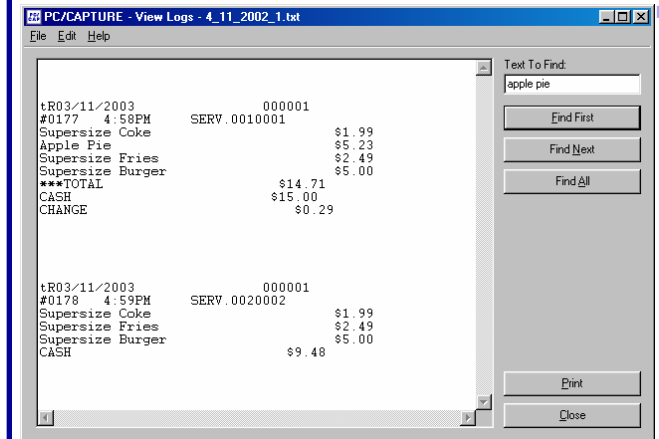 PC/CAPTURE - View Logs - 4_11_2002_1.txt
File Edit Help
Text To Find:
apple pie
Find First
Find Next
Find All
tR03/11/2003 000001
#0177 4:58PM SERV.0010001
Supersize Coke $1.99
Apple Pie $5.23
Supersize Fries $2.49
Supersize Burger $5.00
***TOTAL $14.71
CASH $15.00
CHANGE $0.29
tR03/11/2003 000001
#0178 4:59PM SERV.0020002
Supersize Coke $1.99
Supersize Fries $2.49
Supersize Burger $5.00
CASH $9.48
Print
Close